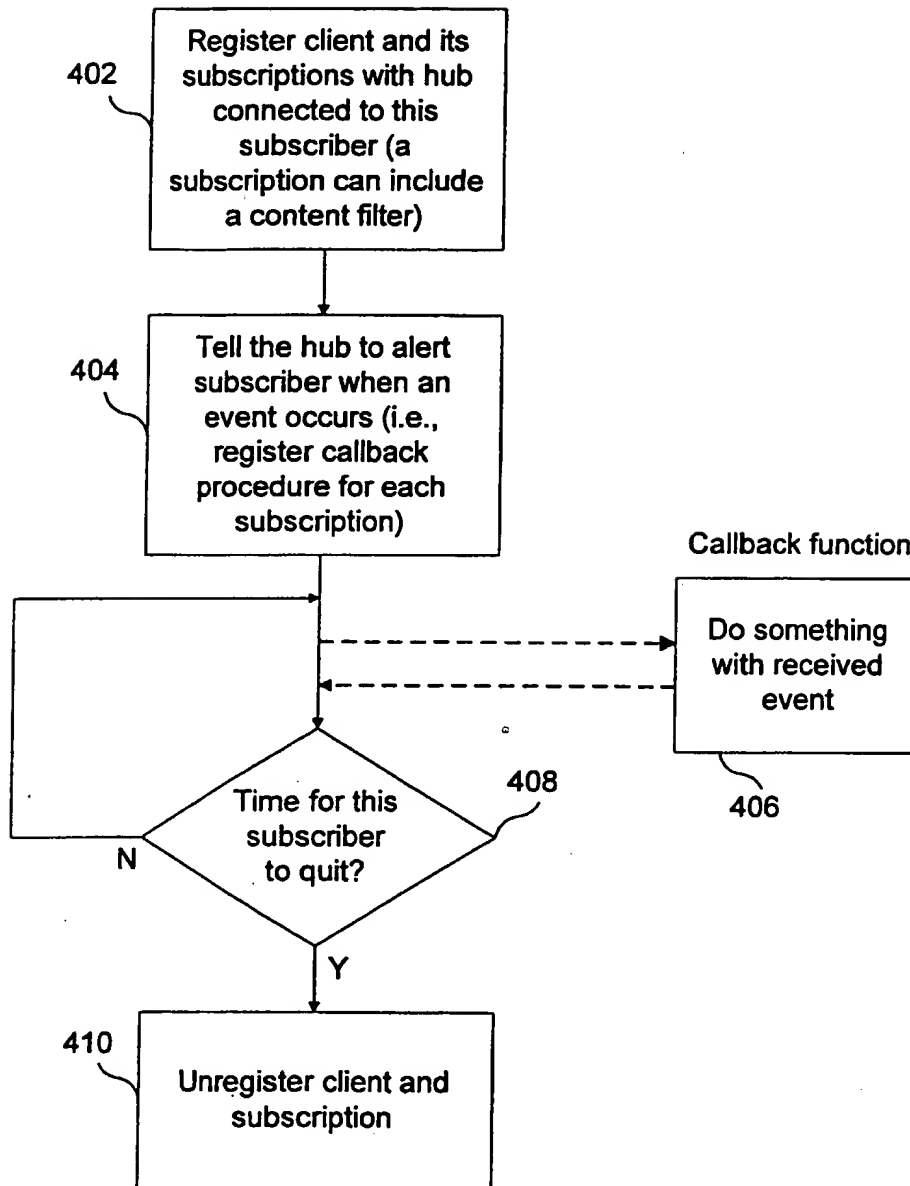 402
Register client and its
subscriptions with hub
connected to this
subscriber (a
subscription can include
a content filter)
404
Tell the hub to alert
subscriber when an
event occurs (i.e.,
register callback
procedure for each
subscription)
Callback function
Do something
with received
event
406
Time for this
subscriber
to quit?
408
N
Y
410
Unregister client and
subscription